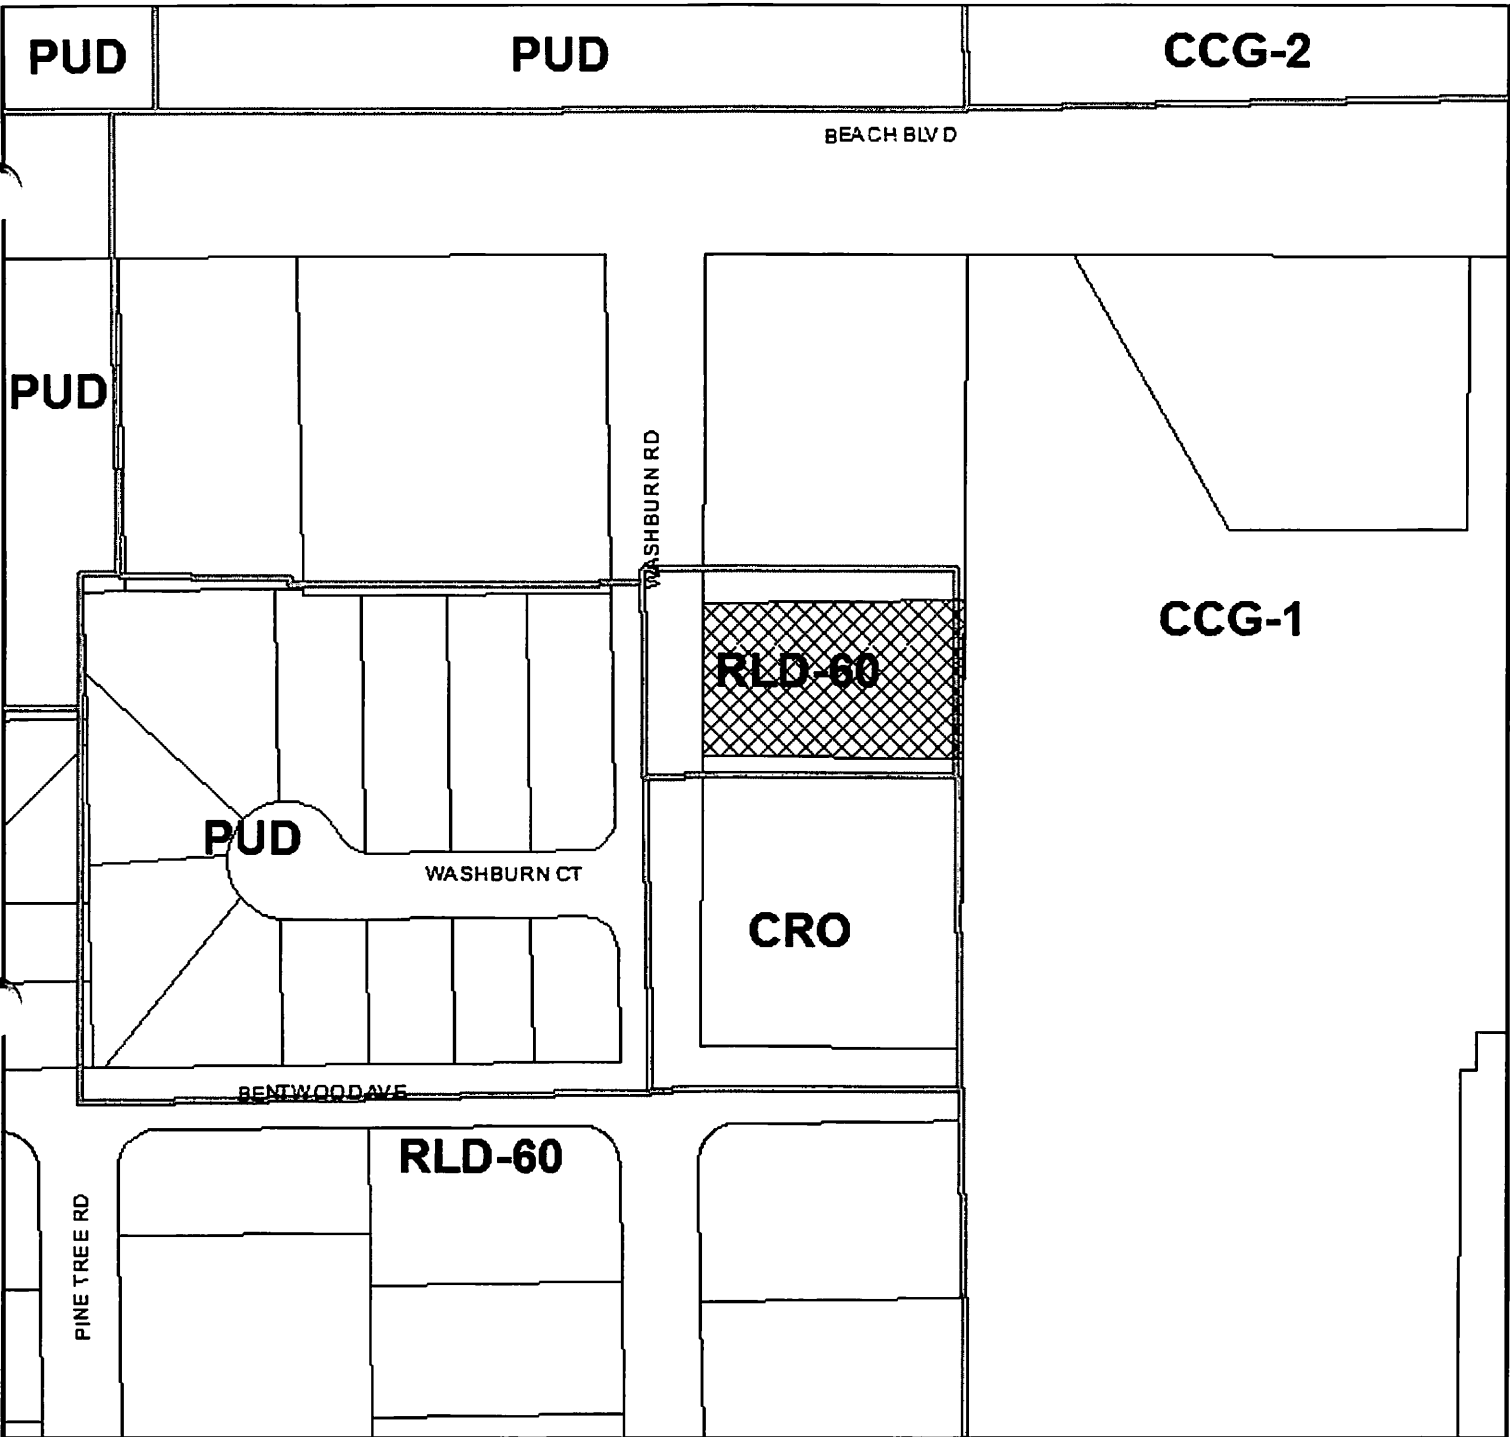 PUD
PUD
CCG-2
BEACH BLVD
PUD
WASHBURN RD
CCG-1
RLD-60
PUD
WASHBURN CT
CRO
BENTWOOD AVE
RLD-60
PINE TREE RD